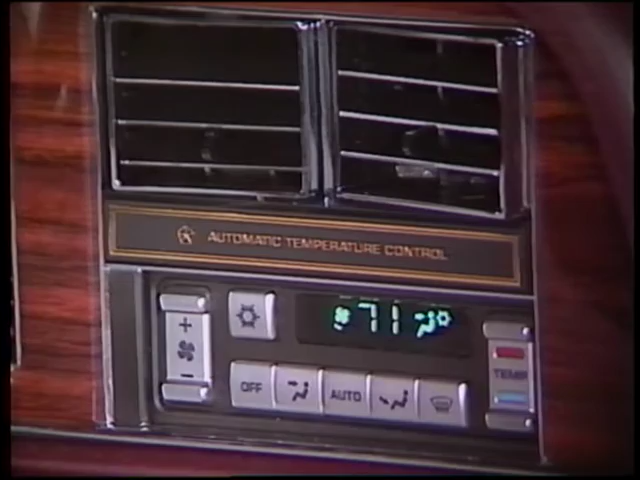 AUTOMATIC TEMPERATURE CONTROL
+
71
TEMP
-
OFF
AUTO